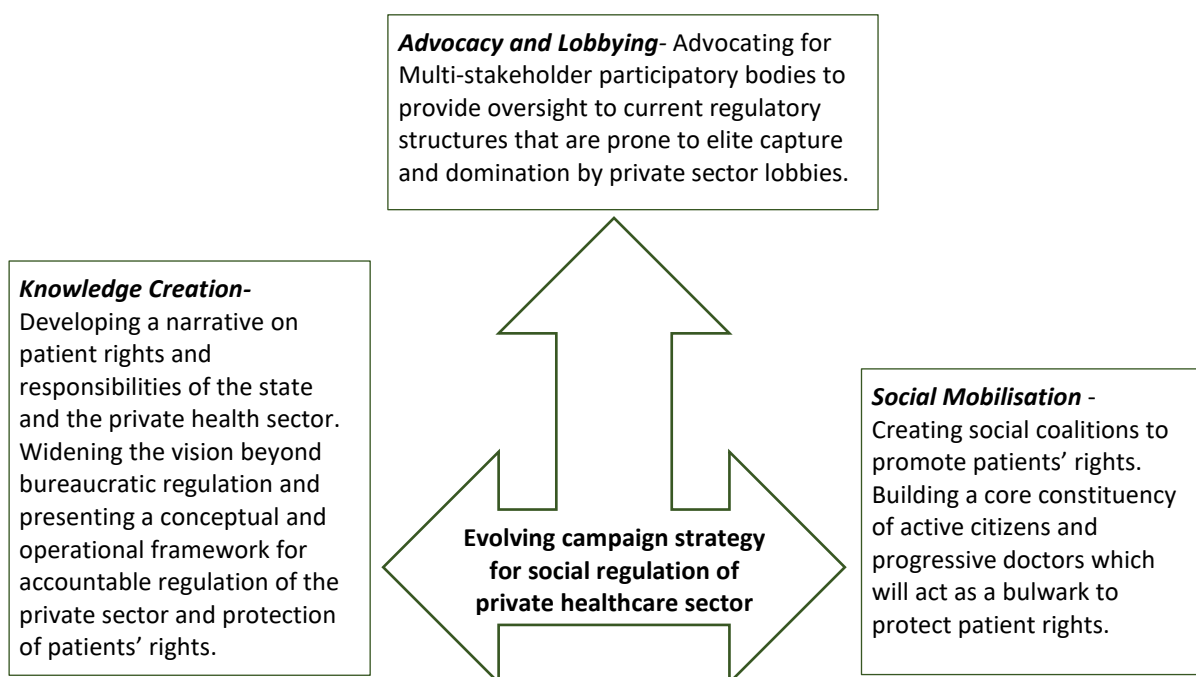 Advocacy and Lobbying- Advocating for
Multi-stakeholder participatory bodies to
provide oversight to current regulatory
structures that are prone to elite capture
and domination by private sector lobbies.
Knowledge Creation-
Developing a narrative on
patient rights and
responsibilities of the state
and the private health sector.
Widening the vision beyond
bureaucratic regulation and
presenting a conceptual and
operational framework for
accountable regulation of the
private sector and protection
of patients’ rights.
Evolving campaign strategy
for social regulation of
private healthcare sector
Social Mobilisation -
Creating social coalitions to
promote patients’ rights.
Building a core constituency
of active citizens and
progressive doctors which
will act as a bulwark to
protect patient rights.